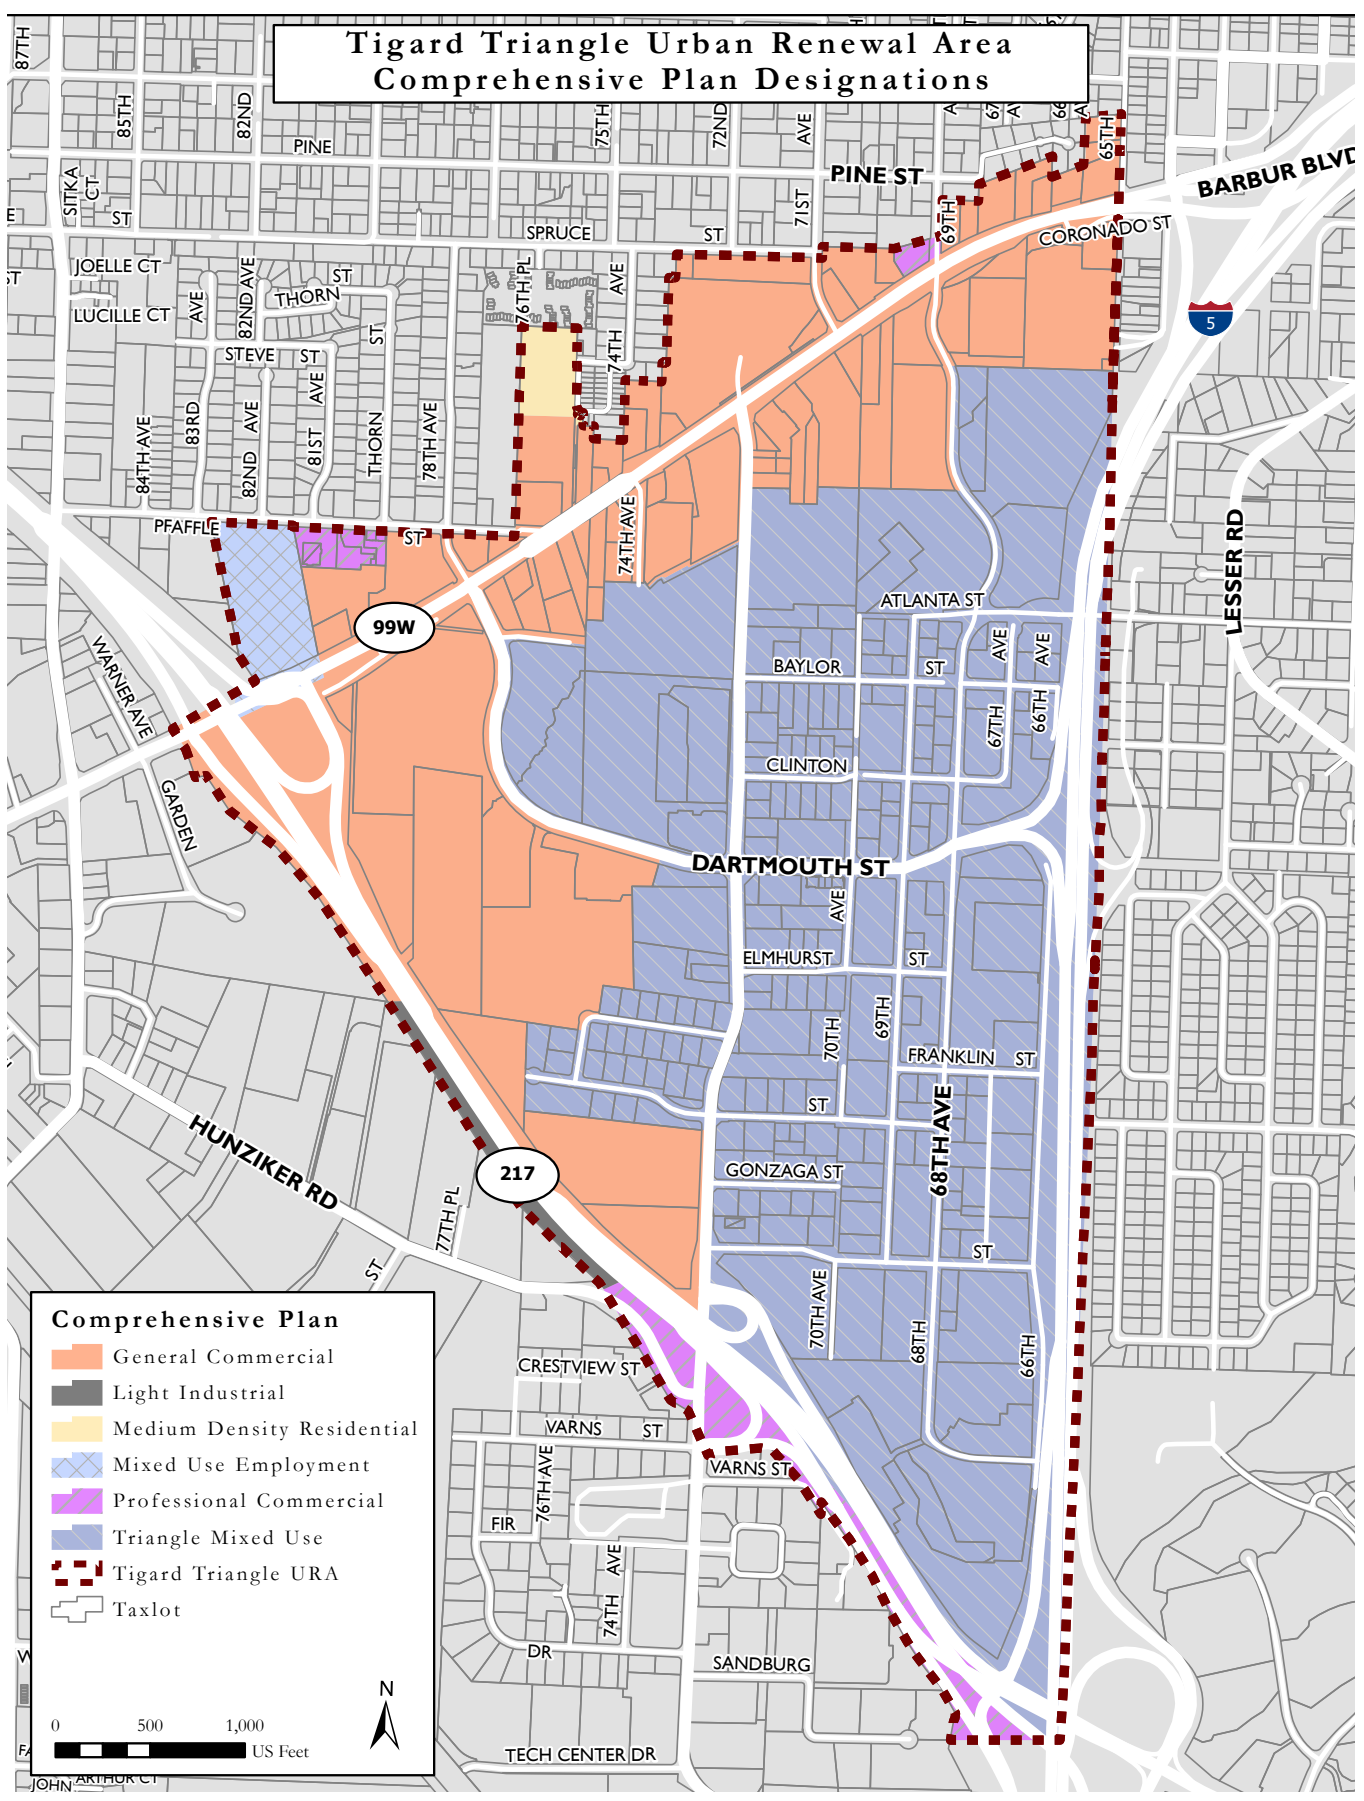 Tigard Triangle Urban Renewal Area
Comprehensive Plan Designations
87TH
85TH
82ND
75TH
72ND
AVE
67
66
65TH
PINE
PINE ST
BARBUR BLVD
SITKA
CT
ST
SPRUCE
ST
71ST
69TH
CORONADO ST
JOELLE CT
LUCILLE CT
AVE
82ND AVE
ST
THORN
76TH PL
AVE
5
STEVE
ST
ST
74TH
84TH AVE
83RD
82ND
AVE
81ST
AVE
THORN
78TH AVE
PFAFFLE
ST
74TH AVE
LESSER RD
99W
ATLANTA ST
WARNER AVE
BAYLOR
ST
AVE
AVE
67TH
66TH
CLINTON
GARDEN
DARTMOUTH ST
AVE
ELMHURST
ST
69TH
70TH
FRANKLIN
ST
HUNZIKER RD
ST
68TH AVE
217
GONZAGA ST
77TH PL
ST
ST
70TH AVE
68TH
66TH
CRESTVIEW ST
VARNS
ST
VARNS ST
76TH AVE
FIR
AVE
74TH
DR
SANDBURG
TECH CENTER DR
JOHN
ARTHUR CT
Comprehensive Plan
General Commercial
Light Industrial
Medium Density Residential
Mixed Use Employment
Professional Commercial
Triangle Mixed Use
Tigard Triangle URA
Taxlot
N
0 500 1,000
US Feet